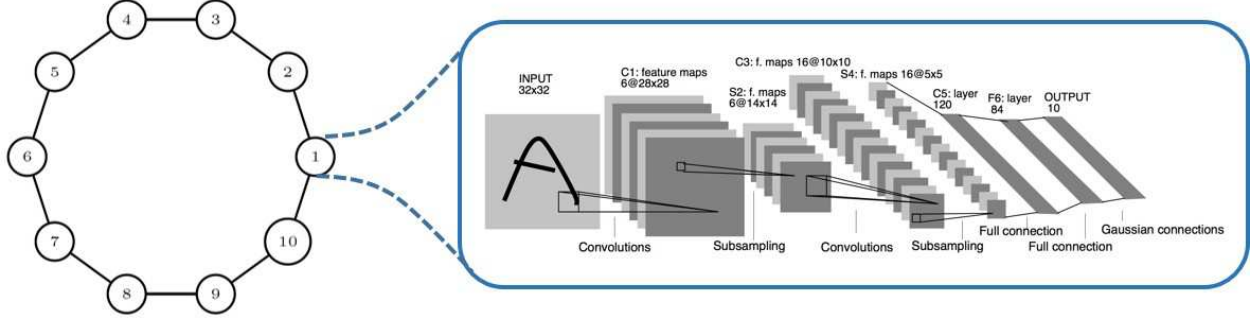 4
3
5
2
6
1
7
10
8
9
INPUT
32x32
C1: feature maps
6@28x28
S2: f. maps
6@14x14
C3: f. maps 16@10x10
S4: f. maps 16@5x5
C5: layer
120
F6: layer
84
OUTPUT
10
Convolutions
Subsampling
Convolutions
Subsampling
Full connection
Full connection
Gaussian connections